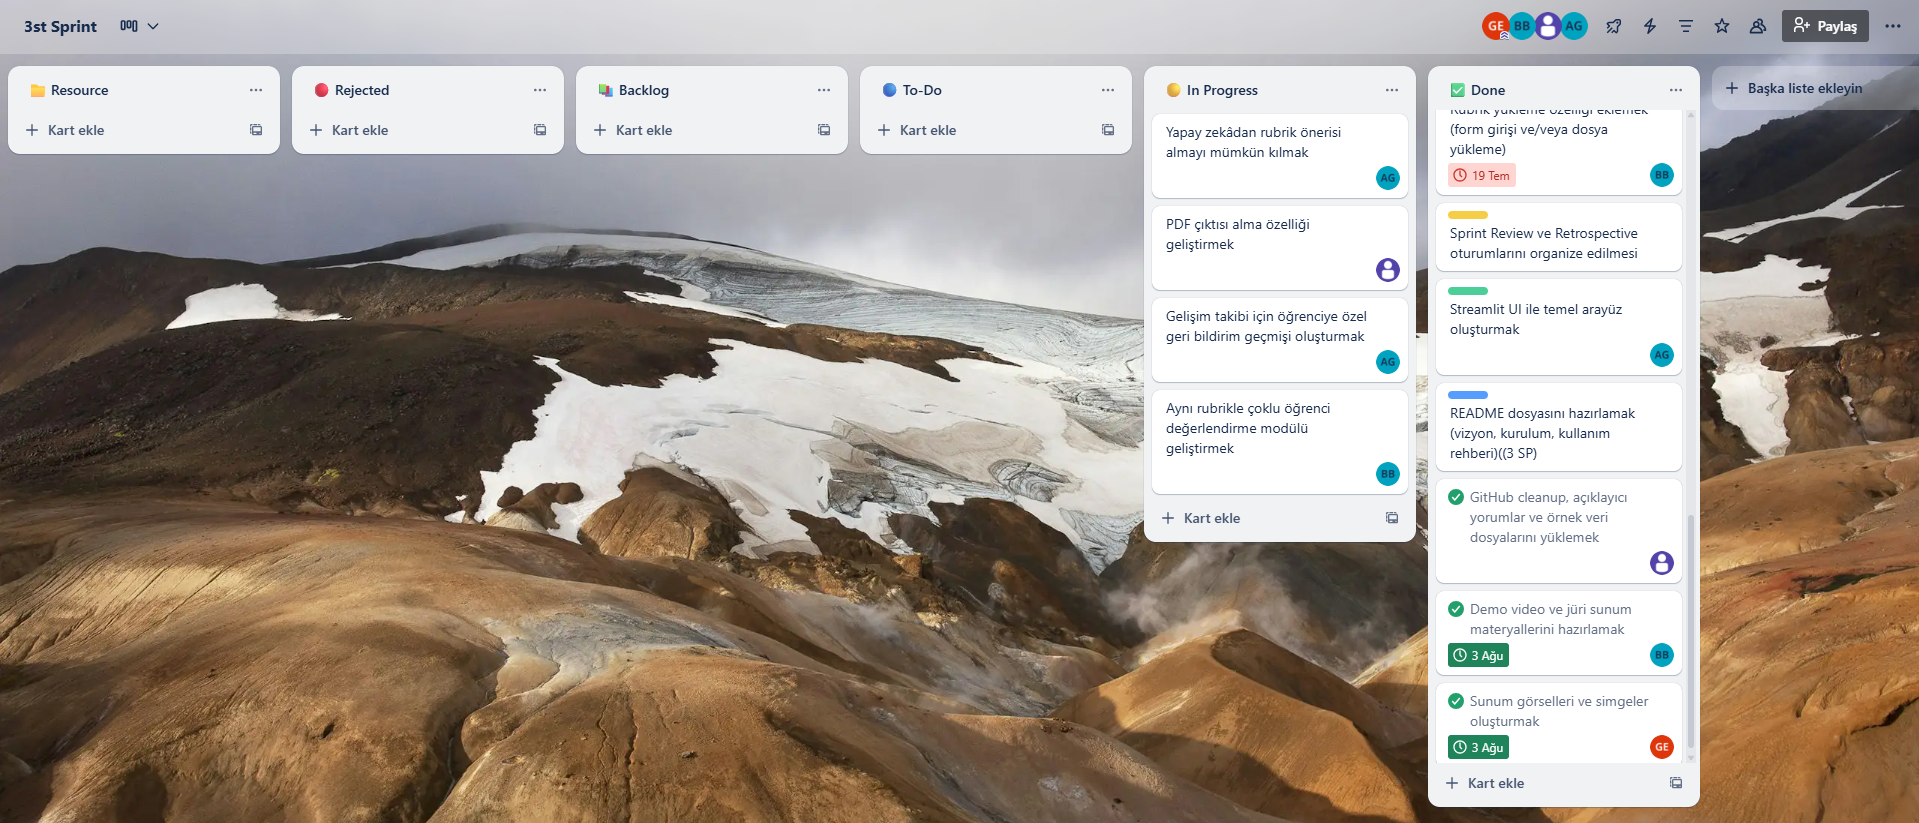 3st Sprint
GE
BB
AG
Paylaş
Resource
Kart ekle
Rejected
Kart ekle
Backlog
Kart ekle
To-Do
Kart ekle
In Progress
Yapay zekâdan rubrik önerisi
almayı mümkün kılmak
AG
PDF çıktısı alma özelliği
geliştirmek
Gelişim takibi için öğrenciye özel
geri bildirim geçmişi oluşturmak
AG
Aynı rubrikle çoklu öğrenci
değerlendirme modülü
geliştirmek
BB
Kart ekle
Done
Rubrik yükleme özelliği eklemek
(form girişi ve/veya dosya
yükleme)
19 Tem
BB
Sprint Review ve Retrospective
oturumlarını organize edilmesi
Streamlit UI ile temel arayüz
oluşturmak
AG
README dosyasını hazırlamak
(vizyon, kurulum, kullanım
rehberi)((3 SP)
GitHub cleanup, açıklayıcı
yorumlar ve örnek veri
dosyalarını yüklemek
Demo video ve jüri sunum
materyallerini hazırlamak
3 Ağu
BB
Sunum görselleri ve simgeler
oluşturmak
3 Ağu
GE
Kart ekle
Başka liste ekleyin